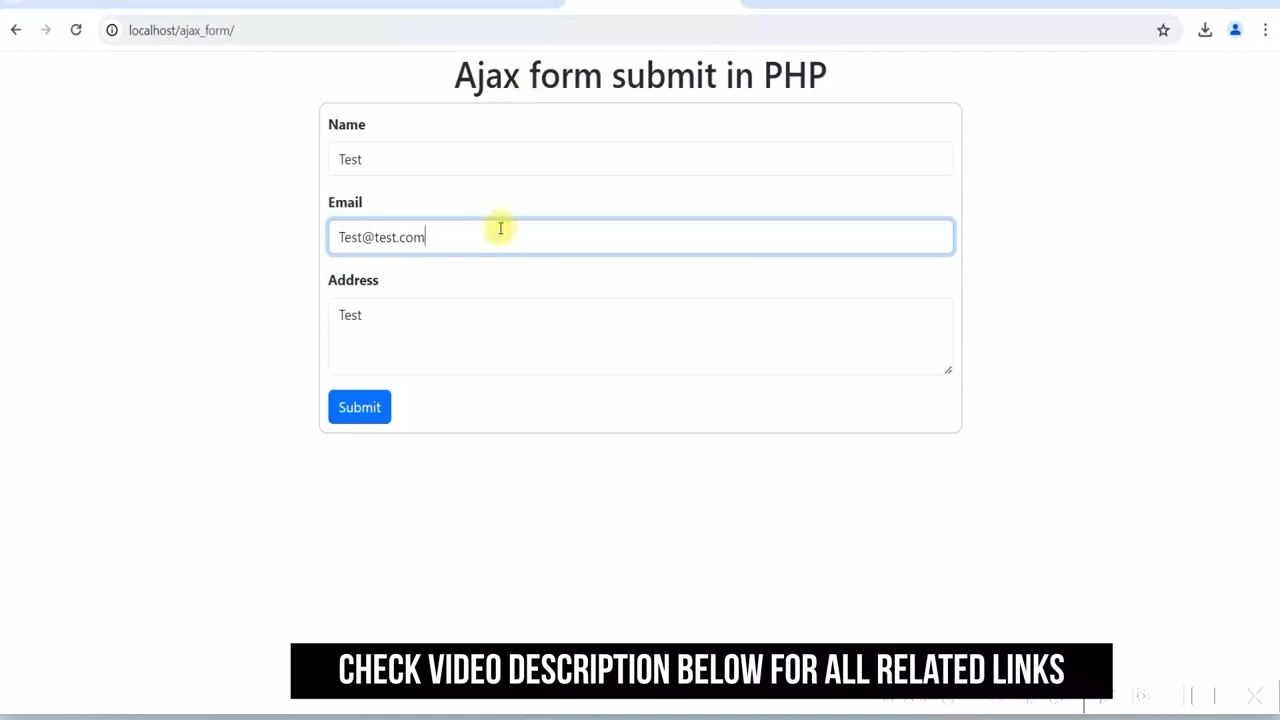 localhost/ajax_form/
Ajax form submit in PHP
Name
Test
Email
Test@test.com
Address
Test
Submit
CHECK VIDEO DESCRIPTION BELOW FOR ALL RELATED LINKS